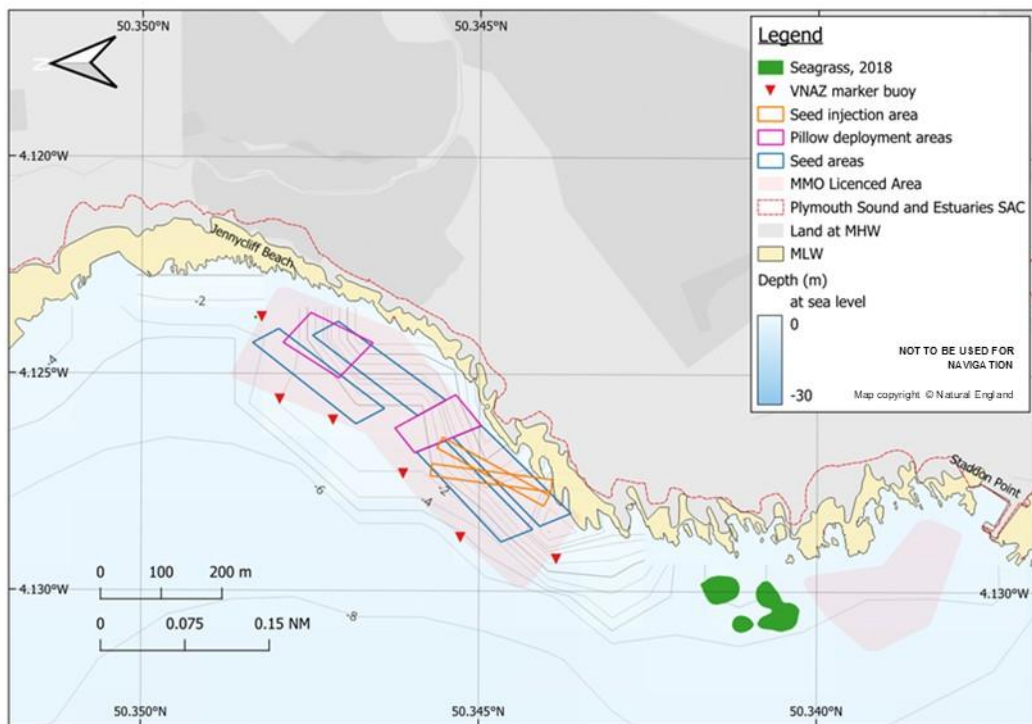 50.350°N
50.345°N
N
4.120°W
4.125°W
4.130°W
Jennycliff Beach
-2
-4
-6
-2
-4
-8
Staddon Point
4.130°W
0 100 200 m
0 0.075 0.15 NM
50.350°N
50.345°N
50.340°N
Legend
Seagrass, 2018
VNAZ marker buoy
Seed injection area
Pillow deployment areas
Seed areas
MMO Licenced Area
Plymouth Sound and Estuaries SAC
Land at MHW
MLW
Depth (m)
at sea level
0
-30
NOT TO BE USED FOR
NAVIGATION
Map copyright © Natural England